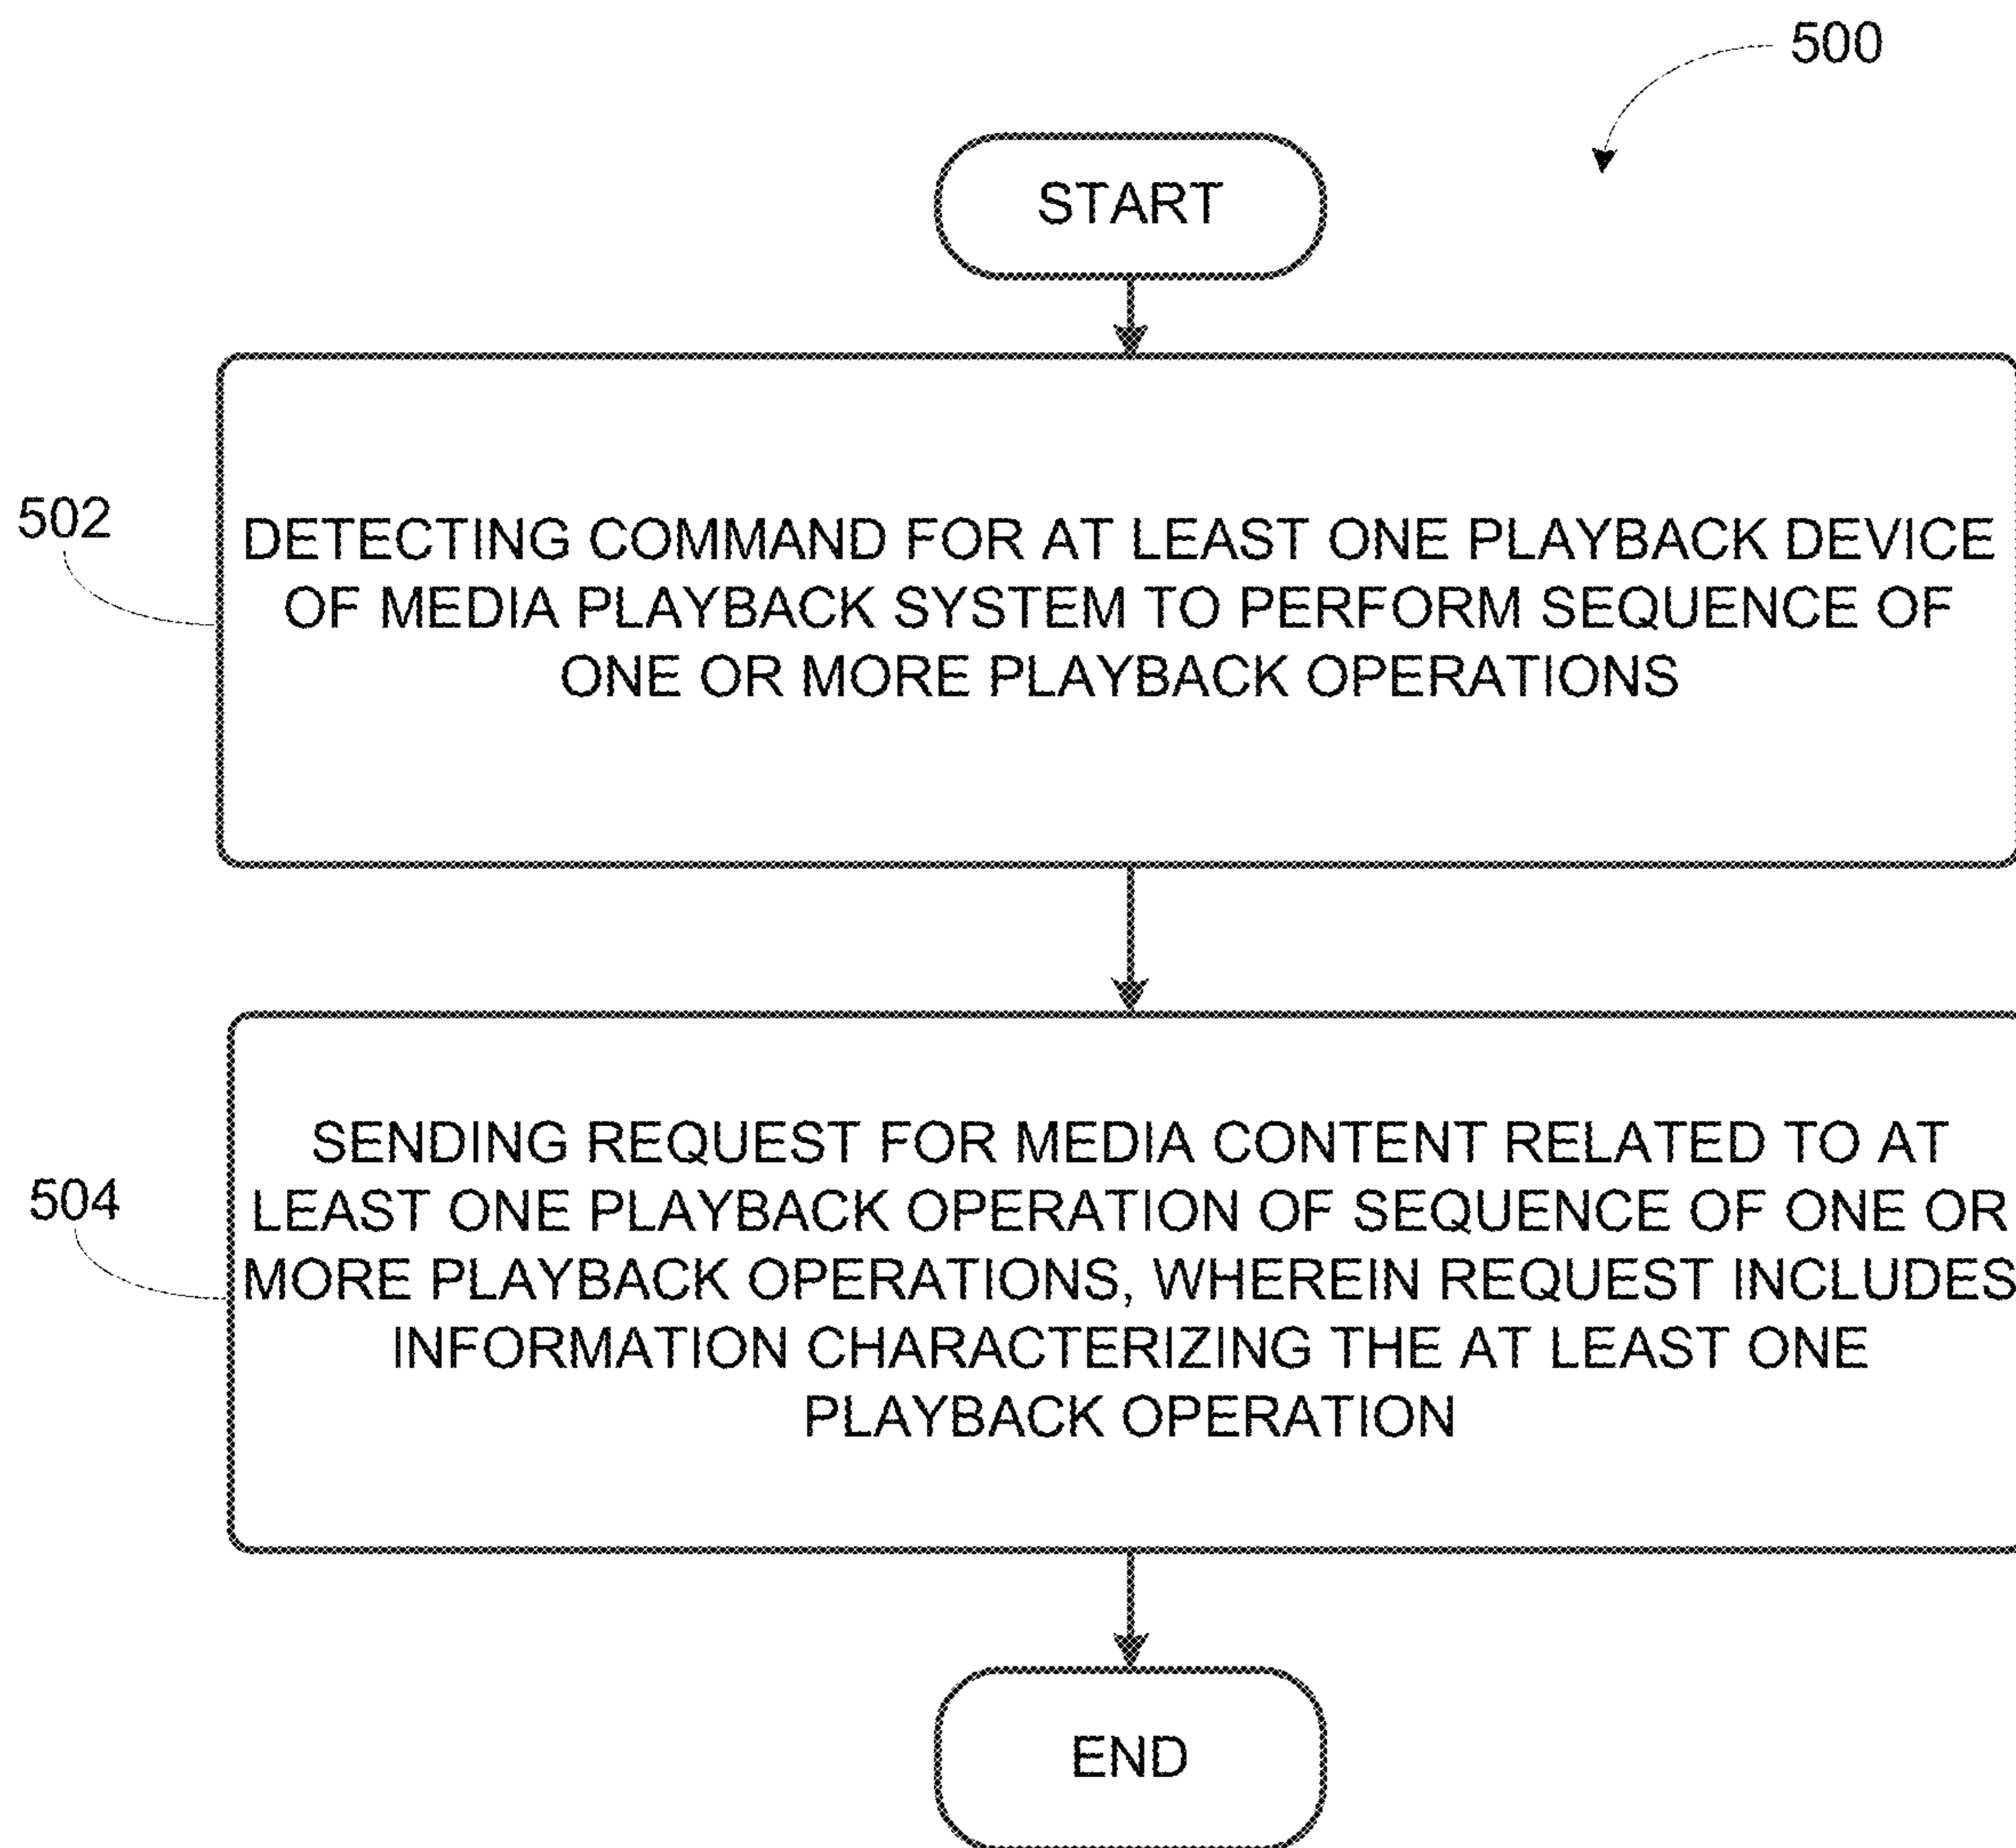 500
START
502
DETECTING COMMAND FOR AT LEAST ONE PLAYBACK DEVICE
OF MEDIA PLAYBACK SYSTEM TO PERFORM SEQUENCE OF
ONE OR MORE PLAYBACK OPERATIONS
504
SENDING REQUEST FOR MEDIA CONTENT RELATED TO AT
LEAST ONE PLAYBACK OPERATION OF SEQUENCE OF ONE OR
MORE PLAYBACK OPERATIONS, WHEREIN REQUEST INCLUDES
INFORMATION CHARACTERIZING THE AT LEAST ONE
PLAYBACK OPERATION
END